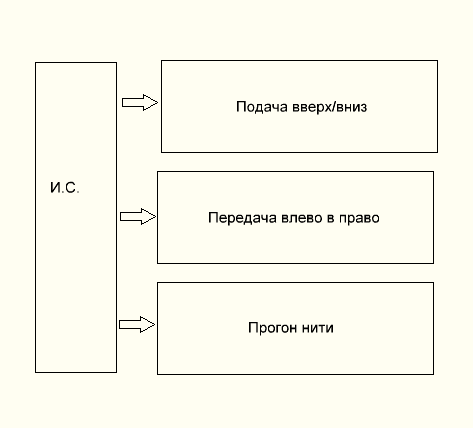 Подача вверх/вниз
И.С.
Передача влево в право
Прогон нити